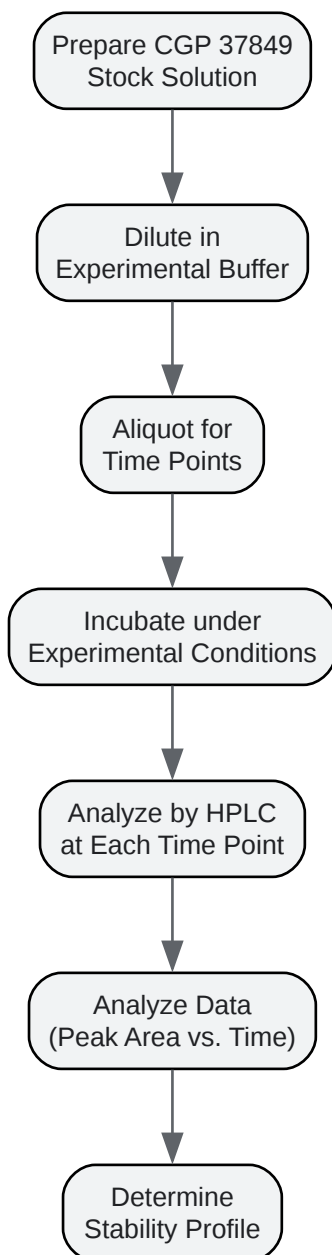 Prepare CGP 37849
Stock Solution
Dilute in
Experimental Buffer
Aliquot for
Time Points
Incubate under
Experimental Conditions
Analyze by HPLC
at Each Time Point
Analyze Data
(Peak Area vs. Time)
Determine
Stability Profile